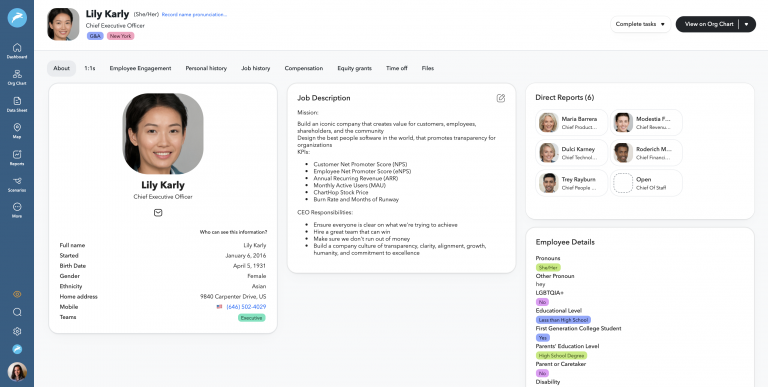 Lily Karly (She/Her) Record name pronunciation...
Chief Executive Officer
G&A New York
Complete tasks
View on Org Chart
Dashboard
Org Chart
Data Sheet
Map
Reports
Scenarios
More
About 1:1s Employee Engagement Personal history Job history Compensation Equity grants Time off Files
Lily Karly
Chief Executive Officer
Who can see this information?
Full name Lily Karly
Started January 6, 2016
Birth Date April 5, 1931
Gender Female
Ethnicity Asian
Home address 9840 Carpenter Drive, US
Mobile (646) 502-4029
Teams Executive
Job Description
Mission:
Build an iconic company that creates value for customers, employees,
shareholders, and the community
Design the best people software in the world, that promotes transparency for
organizations
KPIs:
Customer Net Promoter Score (NPS)
Employee Net Promoter Score (eNPS)
Annual Recurring Revenue (ARR)
Monthly Active Users (MAU)
ChartHop Stock Price
Burn Rate and Months of Runway
CEO Responsibilities:
Ensure everyone is clear on what we're trying to achieve
Hire a great team that can win
Make sure we don't run out of money
Build a company culture of transparency, clarity, alignment, growth,
humanity, and commitment to excellence
Direct Reports (6)
Maria Barrera
Chief Product...
Modestia F...
Chief Revenu...
Dulci Karney
Chief Technol...
Roderich M...
Chief Financi...
Trey Rayburn
Chief People ...
Open
Chief Of Staff
Employee Details
Pronouns
She/Her
Other Pronoun
hey
LGBTQIA+
No
Educational Level
Less than High School
First Generation College Student
Yes
Parents' Education Level
High School Degree
Parent or Caretaker
No
Disability